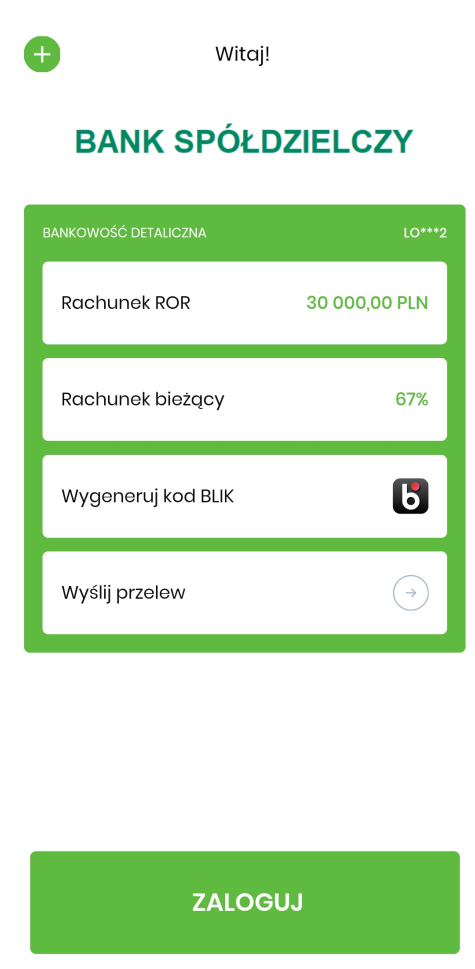 Witaj!
BANK SPÓŁDZIELCZY
BANKOWOŚĆ DETALICZNA LO***2
Rachunek ROR 30 000,00 PLN
Rachunek bieżący 67%
Wygeneruj kod BLIK
Wyślij przelew
ZALOGUJ